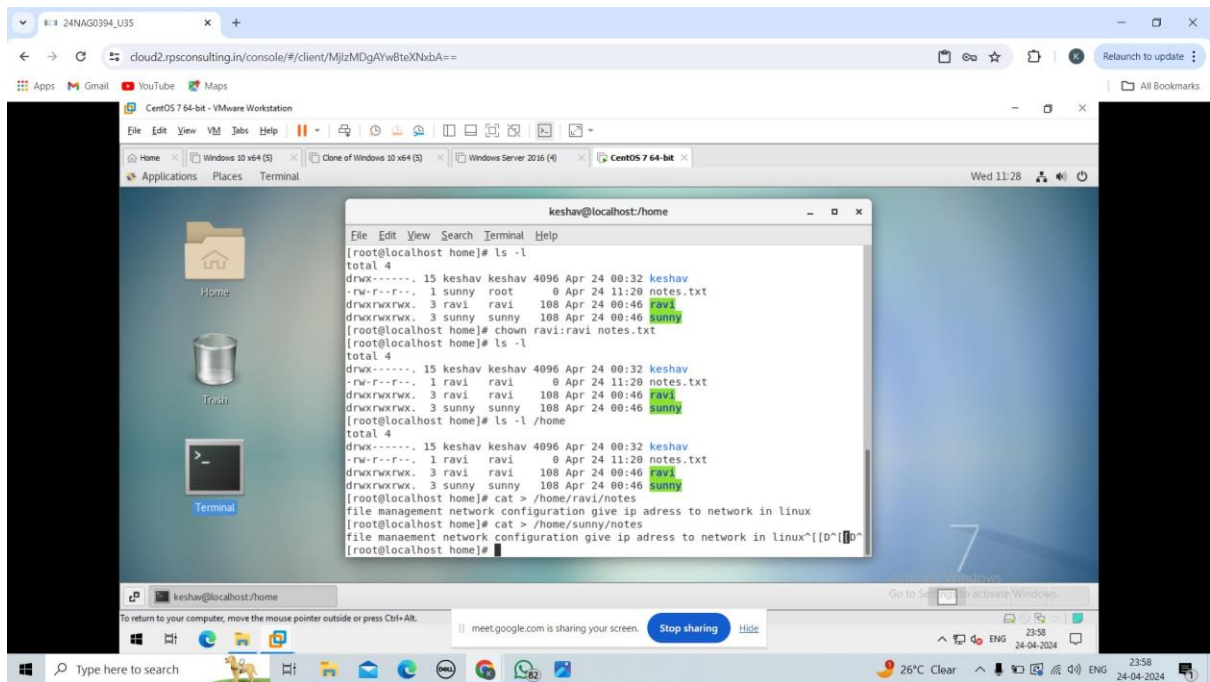 24NAG0394_U35
cloud2.rpsconsulting.in/console/#/client/MjIzMDgAYwBteXNxbA==
Relaunch to update
Apps Gmail YouTube Maps
All Bookmarks
CentOS 7 64-bit - VMware Workstation
File Edit View VM Tabs Help
Home Windows 10 x64 (5) Clone of Windows 10 x64 (5) Windows Server 2016 (4) CentOS 7 64-bit
Applications Places Terminal Wed 11:28
keshav@localhost:/home
File Edit View Search Terminal Help
[root@localhost home]# ls -l
total 4
drwx------. 15 keshav keshav 4096 Apr 24 00:32 keshav
-rw-r--r--. 1 sunny root 0 Apr 24 11:20 notes.txt
drwxrwxrwx. 3 ravi ravi 108 Apr 24 00:46 ravi
drwxrwxrwx. 3 sunny sunny 108 Apr 24 00:46 sunny
[root@localhost home]# chown ravi:ravi notes.txt
[root@localhost home]# ls -l
total 4
drwx------. 15 keshav keshav 4096 Apr 24 00:32 keshav
-rw-r--r--. 1 ravi ravi 0 Apr 24 11:20 notes.txt
drwxrwxrwx. 3 ravi ravi 108 Apr 24 00:46 ravi
drwxrwxrwx. 3 sunny sunny 108 Apr 24 00:46 sunny
[root@localhost home]# ls -l /home
total 4
drwx------. 15 keshav keshav 4096 Apr 24 00:32 keshav
-rw-r--r--. 1 ravi ravi 0 Apr 24 11:20 notes.txt
drwxrwxrwx. 3 ravi ravi 108 Apr 24 00:46 ravi
drwxrwxrwx. 3 sunny sunny 108 Apr 24 00:46 sunny
[root@localhost home]# cat > /home/ravi/notes
file management network configuration give ip adress to network in linux
[root@localhost home]# cat > /home/sunny/notes
file manaement network configuration give ip adress to network in linux^[[D^[[D^
[root@localhost home]#
Home
Trash
Terminal
7
Activate Windows
Go to Settings to activate Windows.
keshav@localhost:/home
To return to your computer, move the mouse pointer outside or press Ctrl+Alt.
meet.google.com is sharing your screen. Stop sharing Hide
ENG 23:58
24-04-2024
Type here to search
DELL
82
26°C Clear
ENG 23:58
24-04-2024